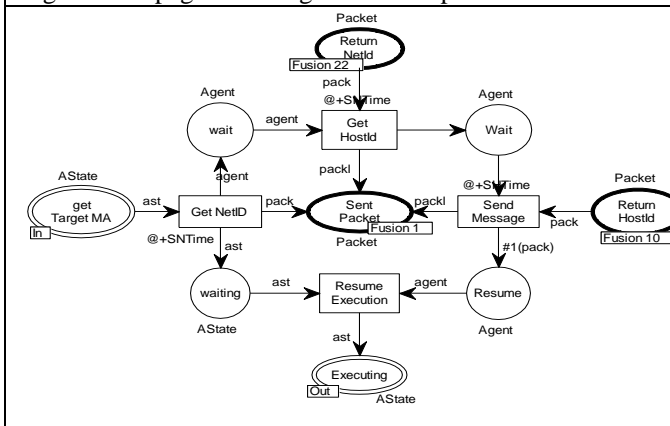 Packet
Return
NetId
Fusion 22
pack
@+SNTime
Agent
wait
agent
Get
HostId
Agent
Wait
agent
packl
@+SNTime
AState
get
Target MA
In
ast
Get NetID
pack
Sent
Packet
Fusion 1
Packet
packl
Send
Message
pack
Packet
Return
HostId
Fusion 10
@+SNTime
ast
#1(pack)
waiting
AState
ast
Resume
Execution
agent
Resume
Agent
ast
Executing
Out
AState